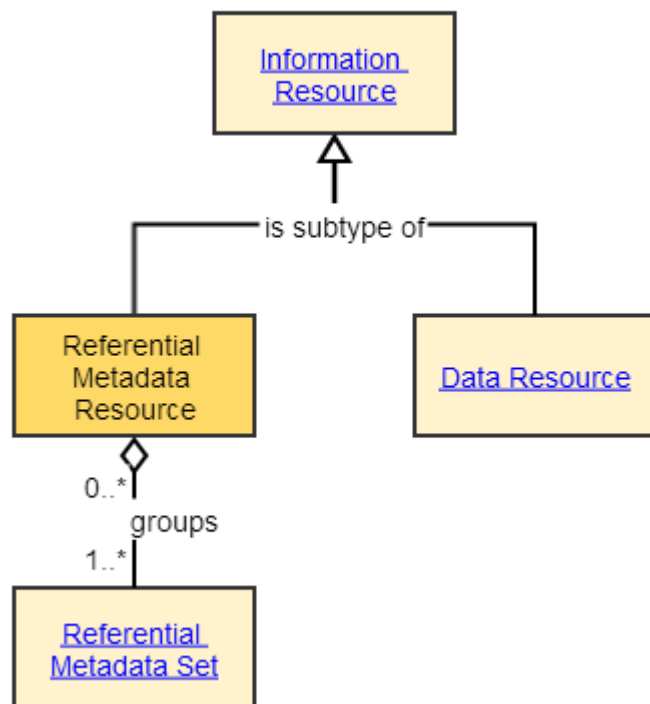 Information
Resource
is subtype of
Referential
Metadata
Resource
Data Resource
0..*
groups
1..*
Referential
Metadata Set